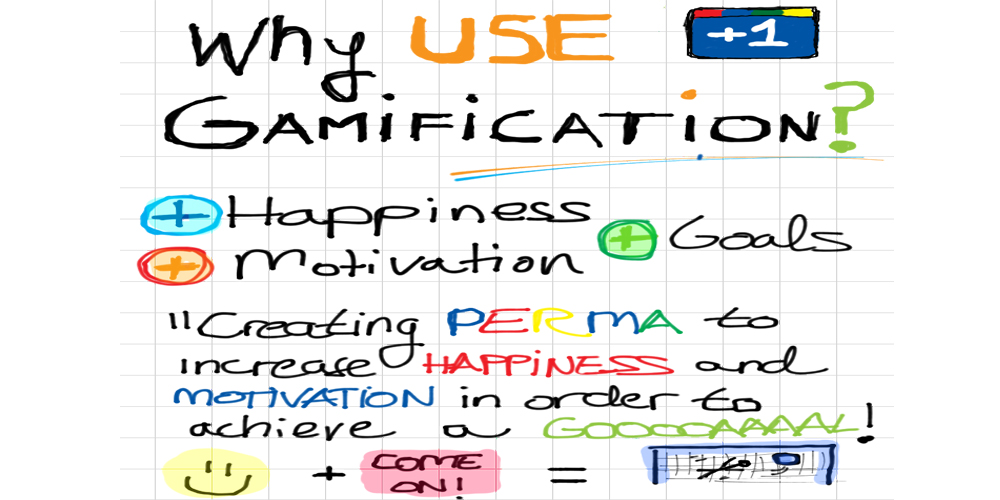 Why USE +1
GAMiFiCATiON?
+ Happiness
+ Motivation
+ Goals
"Creating PERMA to
increase HAPPiNESS and
MOTIVATION in order to
achieve a GOOOOAAAAAL!
+ COME ON! =